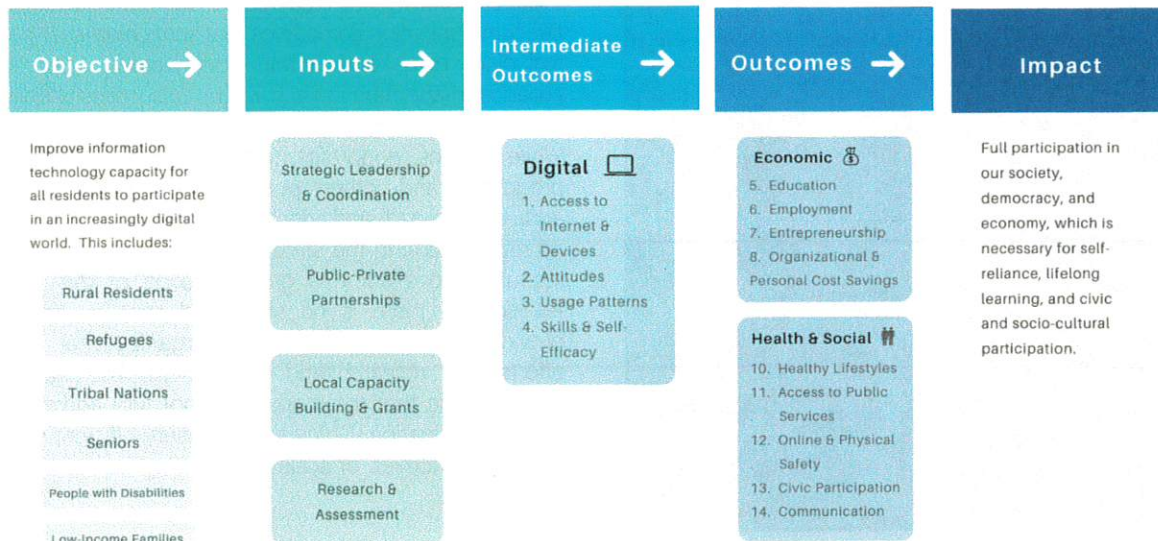 Objective →
Improve information
technology capacity for
all residents to participate
in an increasingly digital
world. This includes:
Rural Residents
Refugees
Tribal Nations
Seniors
People with Disabilities
Low-Income Families
Inputs →
Strategic Leadership
& Coordination
Public-Private
Partnerships
Local Capacity
Building & Grants
Research &
Assessment
Intermediate
Outcomes →
Digital
1. Access to
Internet &
Devices
2. Attitudes
3. Usage Patterns
4. Skills & Self-
Efficacy
Outcomes →
Economic
5. Education
6. Employment
7. Entrepreneurship
8. Organizational &
Personal Cost Savings
Health & Social
10. Healthy Lifestyles
11. Access to Public
Services
12. Online & Physical
Safety
13. Civic Participation
14. Communication
Impact
Full participation in
our society,
democracy, and
economy, which is
necessary for self-
reliance, lifelong
learning, and civic
and socio-cultural
participation.